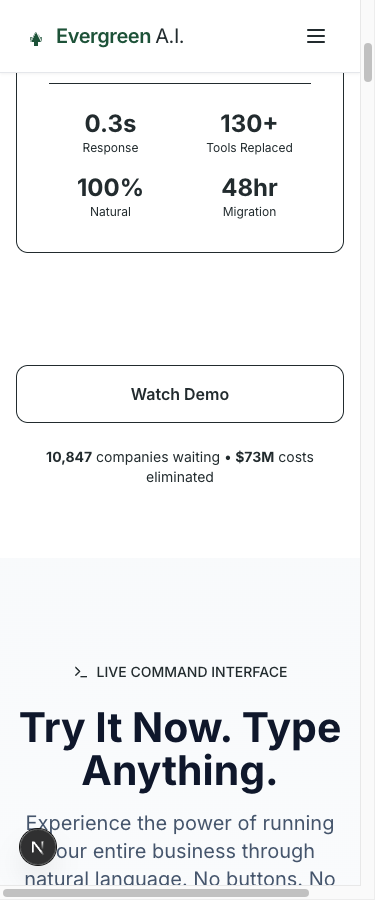 Evergreen A.I.
0.3s
Response
130+
Tools Replaced
100%
Natural
48hr
Migration
Watch Demo
10,847 companies waiting • $73M costs
eliminated
LIVE COMMAND INTERFACE
Try It Now. Type
Anything.
Experience the power of running
your entire business through
natural language. No buttons. No
N